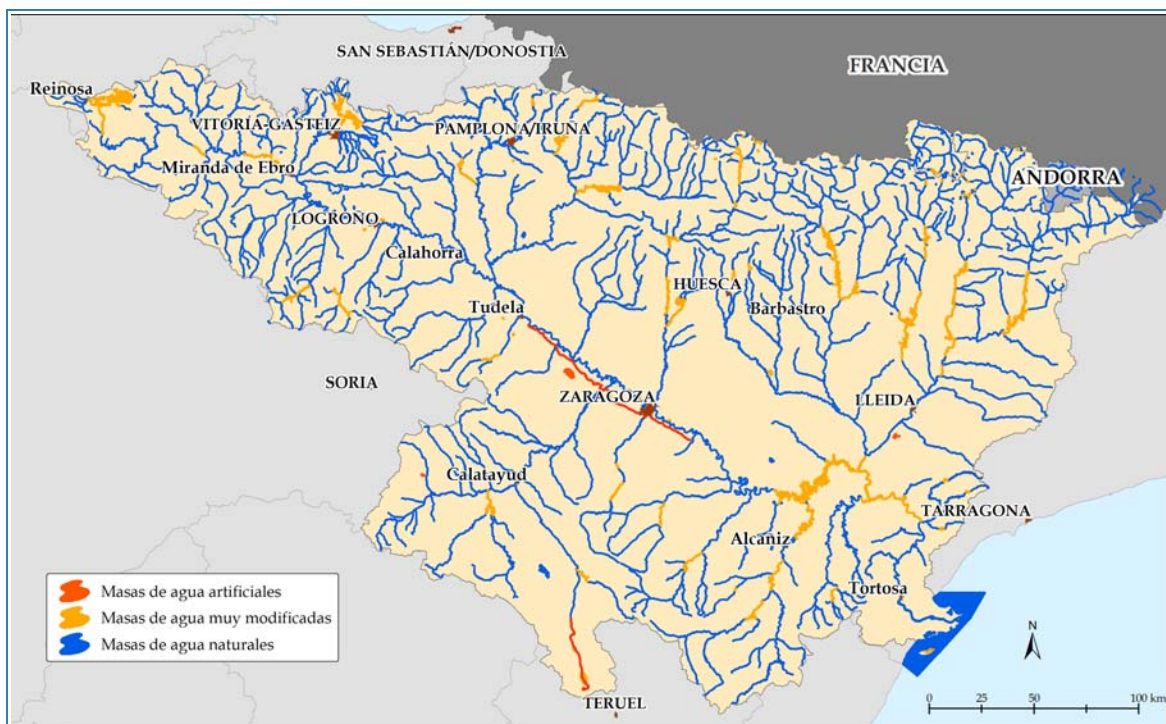 SAN SEBASTIÁN/DONOSTIA
FRANCIA
Reinosa
VITORÍA-GASTEIZ
PAMPLONA/IRUÑA
Miranda de Ebro
ANDORRA
LOGROÑO
Calahorra
HUESCA
Barbastro
Tudela
SORIA
ZARAGOZA
LLEIDA
Calatayud
TARRAGONA
Alcañiz
Tortosa
Masas de agua artificiales
Masas de agua muy modificadas
Masas de agua naturales
N
TERUEL
0 25 50 100 km